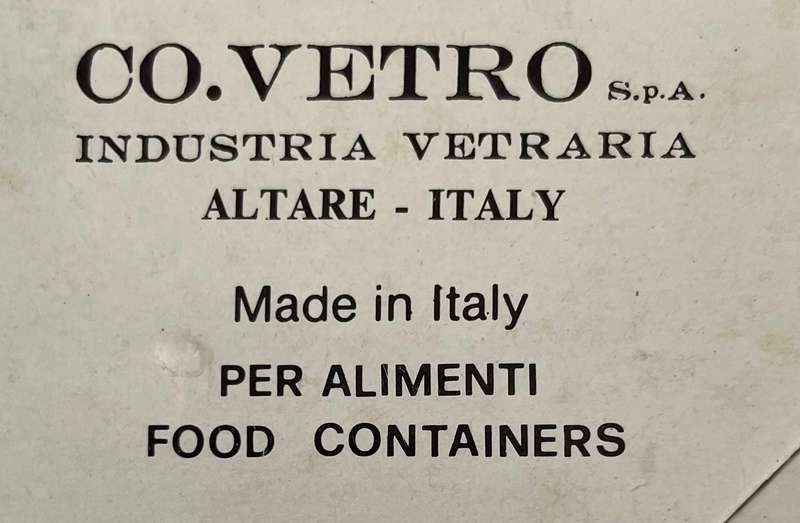 CO.VETRO S.p.A.
INDUSTRIA VETRARIA
ALTARE - ITALY
Made in Italy
PER ALIMENTI
FOOD CONTAINERS